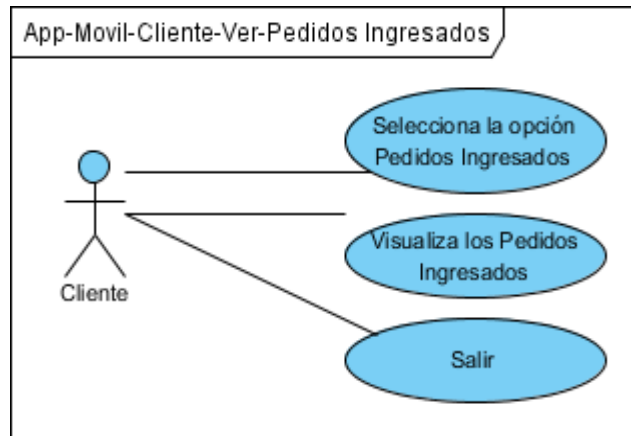 App-Movil-Cliente-Ver-Pedidos Ingresados
Selecciona la opción
Pedidos Ingresados
Visualiza los Pedidos
Ingresados
Cliente
Salir